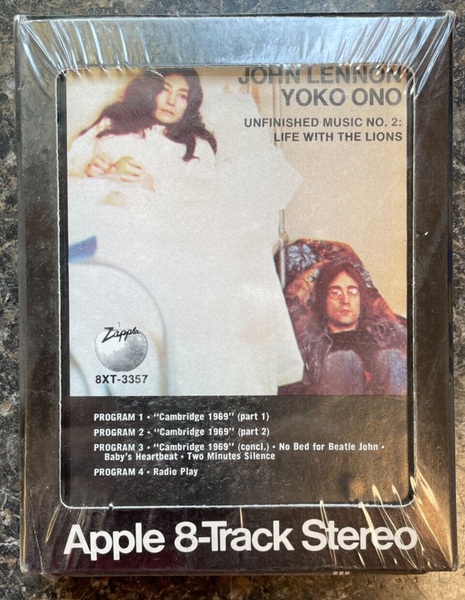 JOHN LENNON
YOKO ONO
UNFINISHED MUSIC NO. 2:
LIFE WITH THE LIONS
Zapple
8XT-3357
PROGRAM 1 • "Cambridge 1969" (part 1)
PROGRAM 2 • "Cambridge 1969" (part 2)
PROGRAM 3 • "Cambridge 1969" (concl.) • No Bed for Beatle John •
Baby's Heartbeat • Two Minutes Silence
PROGRAM 4 • Radio Play
Apple 8-Track Stereo